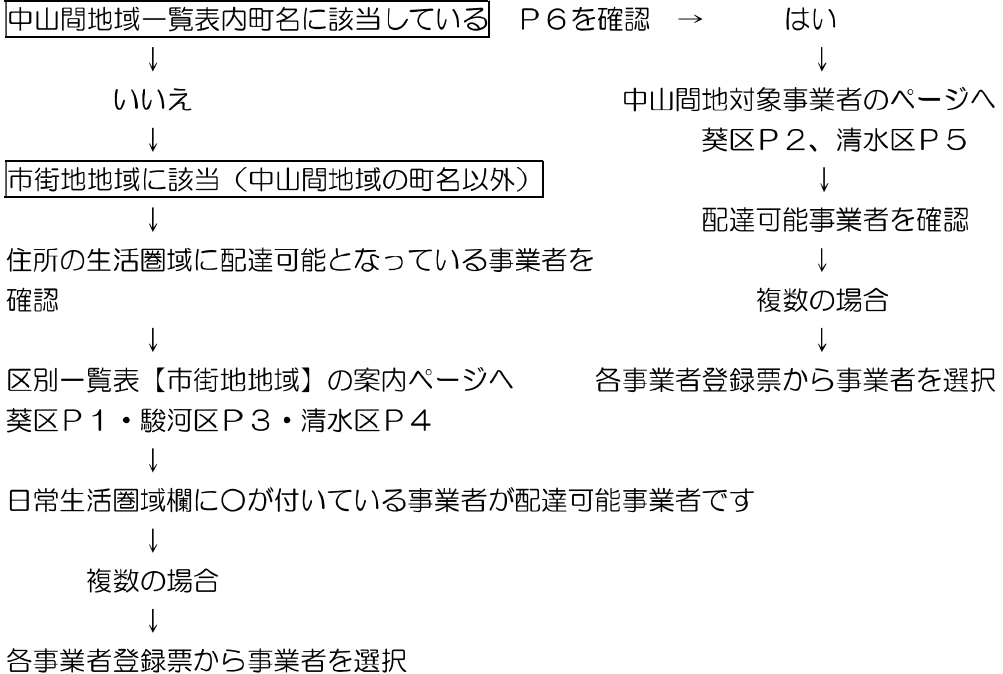 中山間地域一覧表内町名に該当している　Ｐ６を確認　→　はい
↓　↓
いいえ　中山間地対象事業者のページへ
↓　葵区Ｐ２、清水区Ｐ５
市街地地域に該当（中山間地域の町名以外）　↓
↓　配達可能事業者を確認
住所の生活圏域に配達可能となっている事業者を　↓
確認　複数の場合
↓　↓
区別一覧表【市街地地域】の案内ページへ　各事業者登録票から事業者を選択
葵区Ｐ１・駿河区Ｐ３・清水区Ｐ４
↓
日常生活圏域欄に〇が付いている事業者が配達可能事業者です
↓
複数の場合
↓
各事業者登録票から事業者を選択